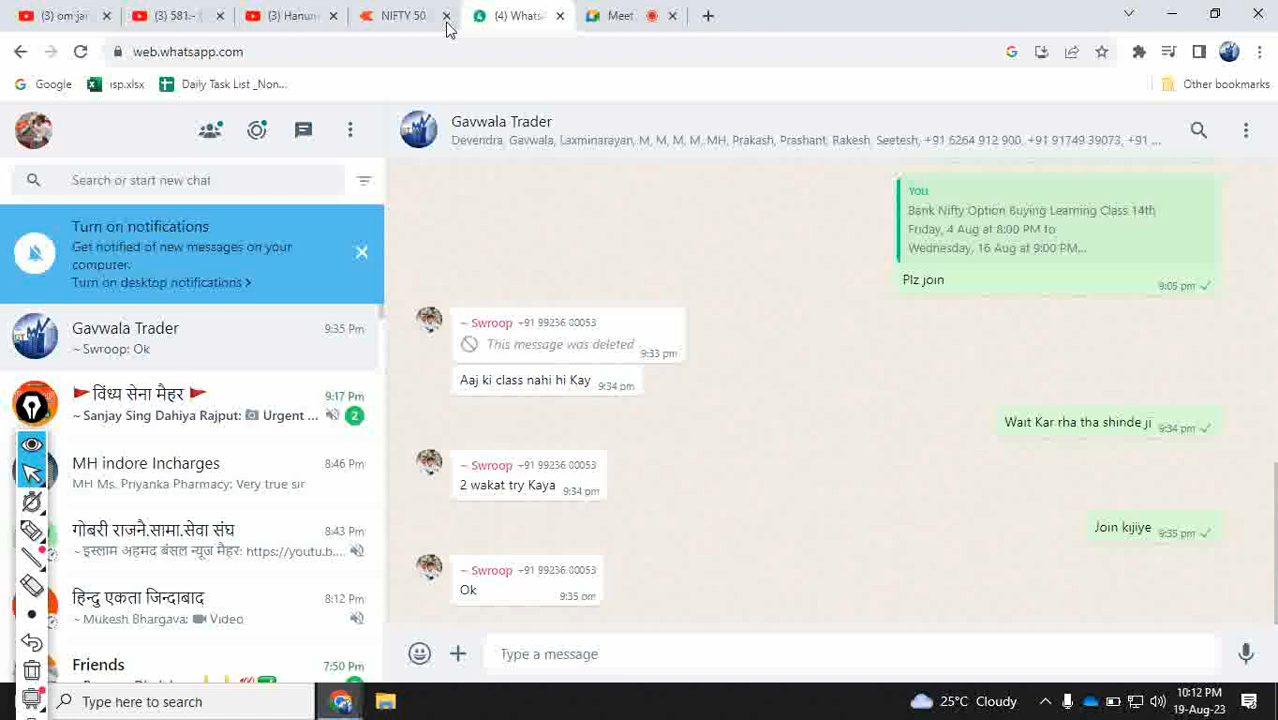 (3) om jai
(3) 581: -
(3) Hanum
NIFTY 50
(4) Whats
Meet
web.whatsapp.com
Google
rsp.xlsx
Daily Task List _Non...
Other bookmarks
Search or start new chat
Turn on notifications
Get notified of new messages on your
computer.
Turn on desktop notifications >
Gavwala Trader
9:35 Pm
~ Swroop: Ok
🚩विंध्य सेना मैहर 🚩
9:17 Pm
~ Sanjay Sing Dahiya Rajput: Urgent ...
2
MH indore Incharges
8:46 Pm
MH Ms. Priyanka Pharmacy: Very true sir
गोबरी राजनै.सामा.सेवा संघ
8:43 Pm
~ इस्लाम अहमद बंसल न्यूज मैहर: https://youtu.b...
हिन्दु एकता जिन्दाबाद
8:12 Pm
~ Mukesh Bhargava: Video
Friends
7:50 Pm
Gavwala Trader
Devendra, Gavwala, Laxminarayan, M, M, M, M, MH, Prakash, Prashant, Rakesh, Seetesh, +91 6264 912 900, +91 91749 39073, +91 ...
YOU
Bank Nifty Option Buying Learning Class 14th
Friday, 4 Aug at 8:00 PM to
Wednesday, 16 Aug at 9:00 PM...
Plz join
9:05 pm
~ Swroop +91 99236 00053
This message was deleted
9:33 pm
Aaj ki class nahi hi Kay
9:34 pm
Wait Kar rha tha shinde ji
9:34 pm
~ Swroop +91 99236 00053
2 wakat try Kaya
9:34 pm
Join kijiye
9:35 pm
~ Swroop +91 99236 00053
Ok
9:35 pm
Type a message
Type here to search
25°C Cloudy
10:12 PM
19-Aug-23